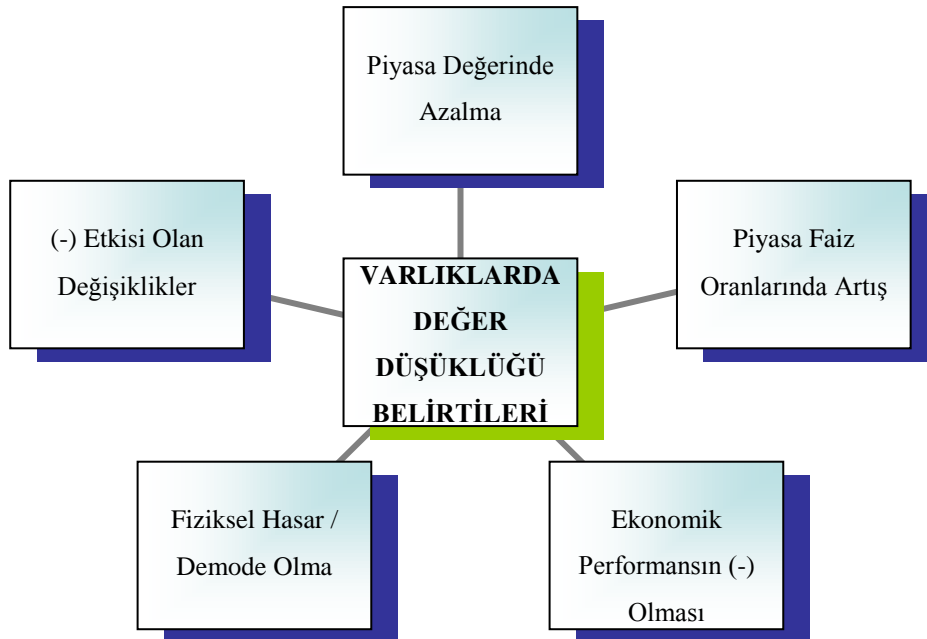 Piyasa Değerinde
Azalma
(-) Etkisi Olan
Değişiklikler
Piyasa Faiz
Oranlarında Artış
VARLIKLARDA
DEĞER
DÜŞÜKLÜĞÜ
BELİRTİLERİ
Fiziksel Hasar /
Demode Olma
Ekonomik
Performansın (-)
Olması